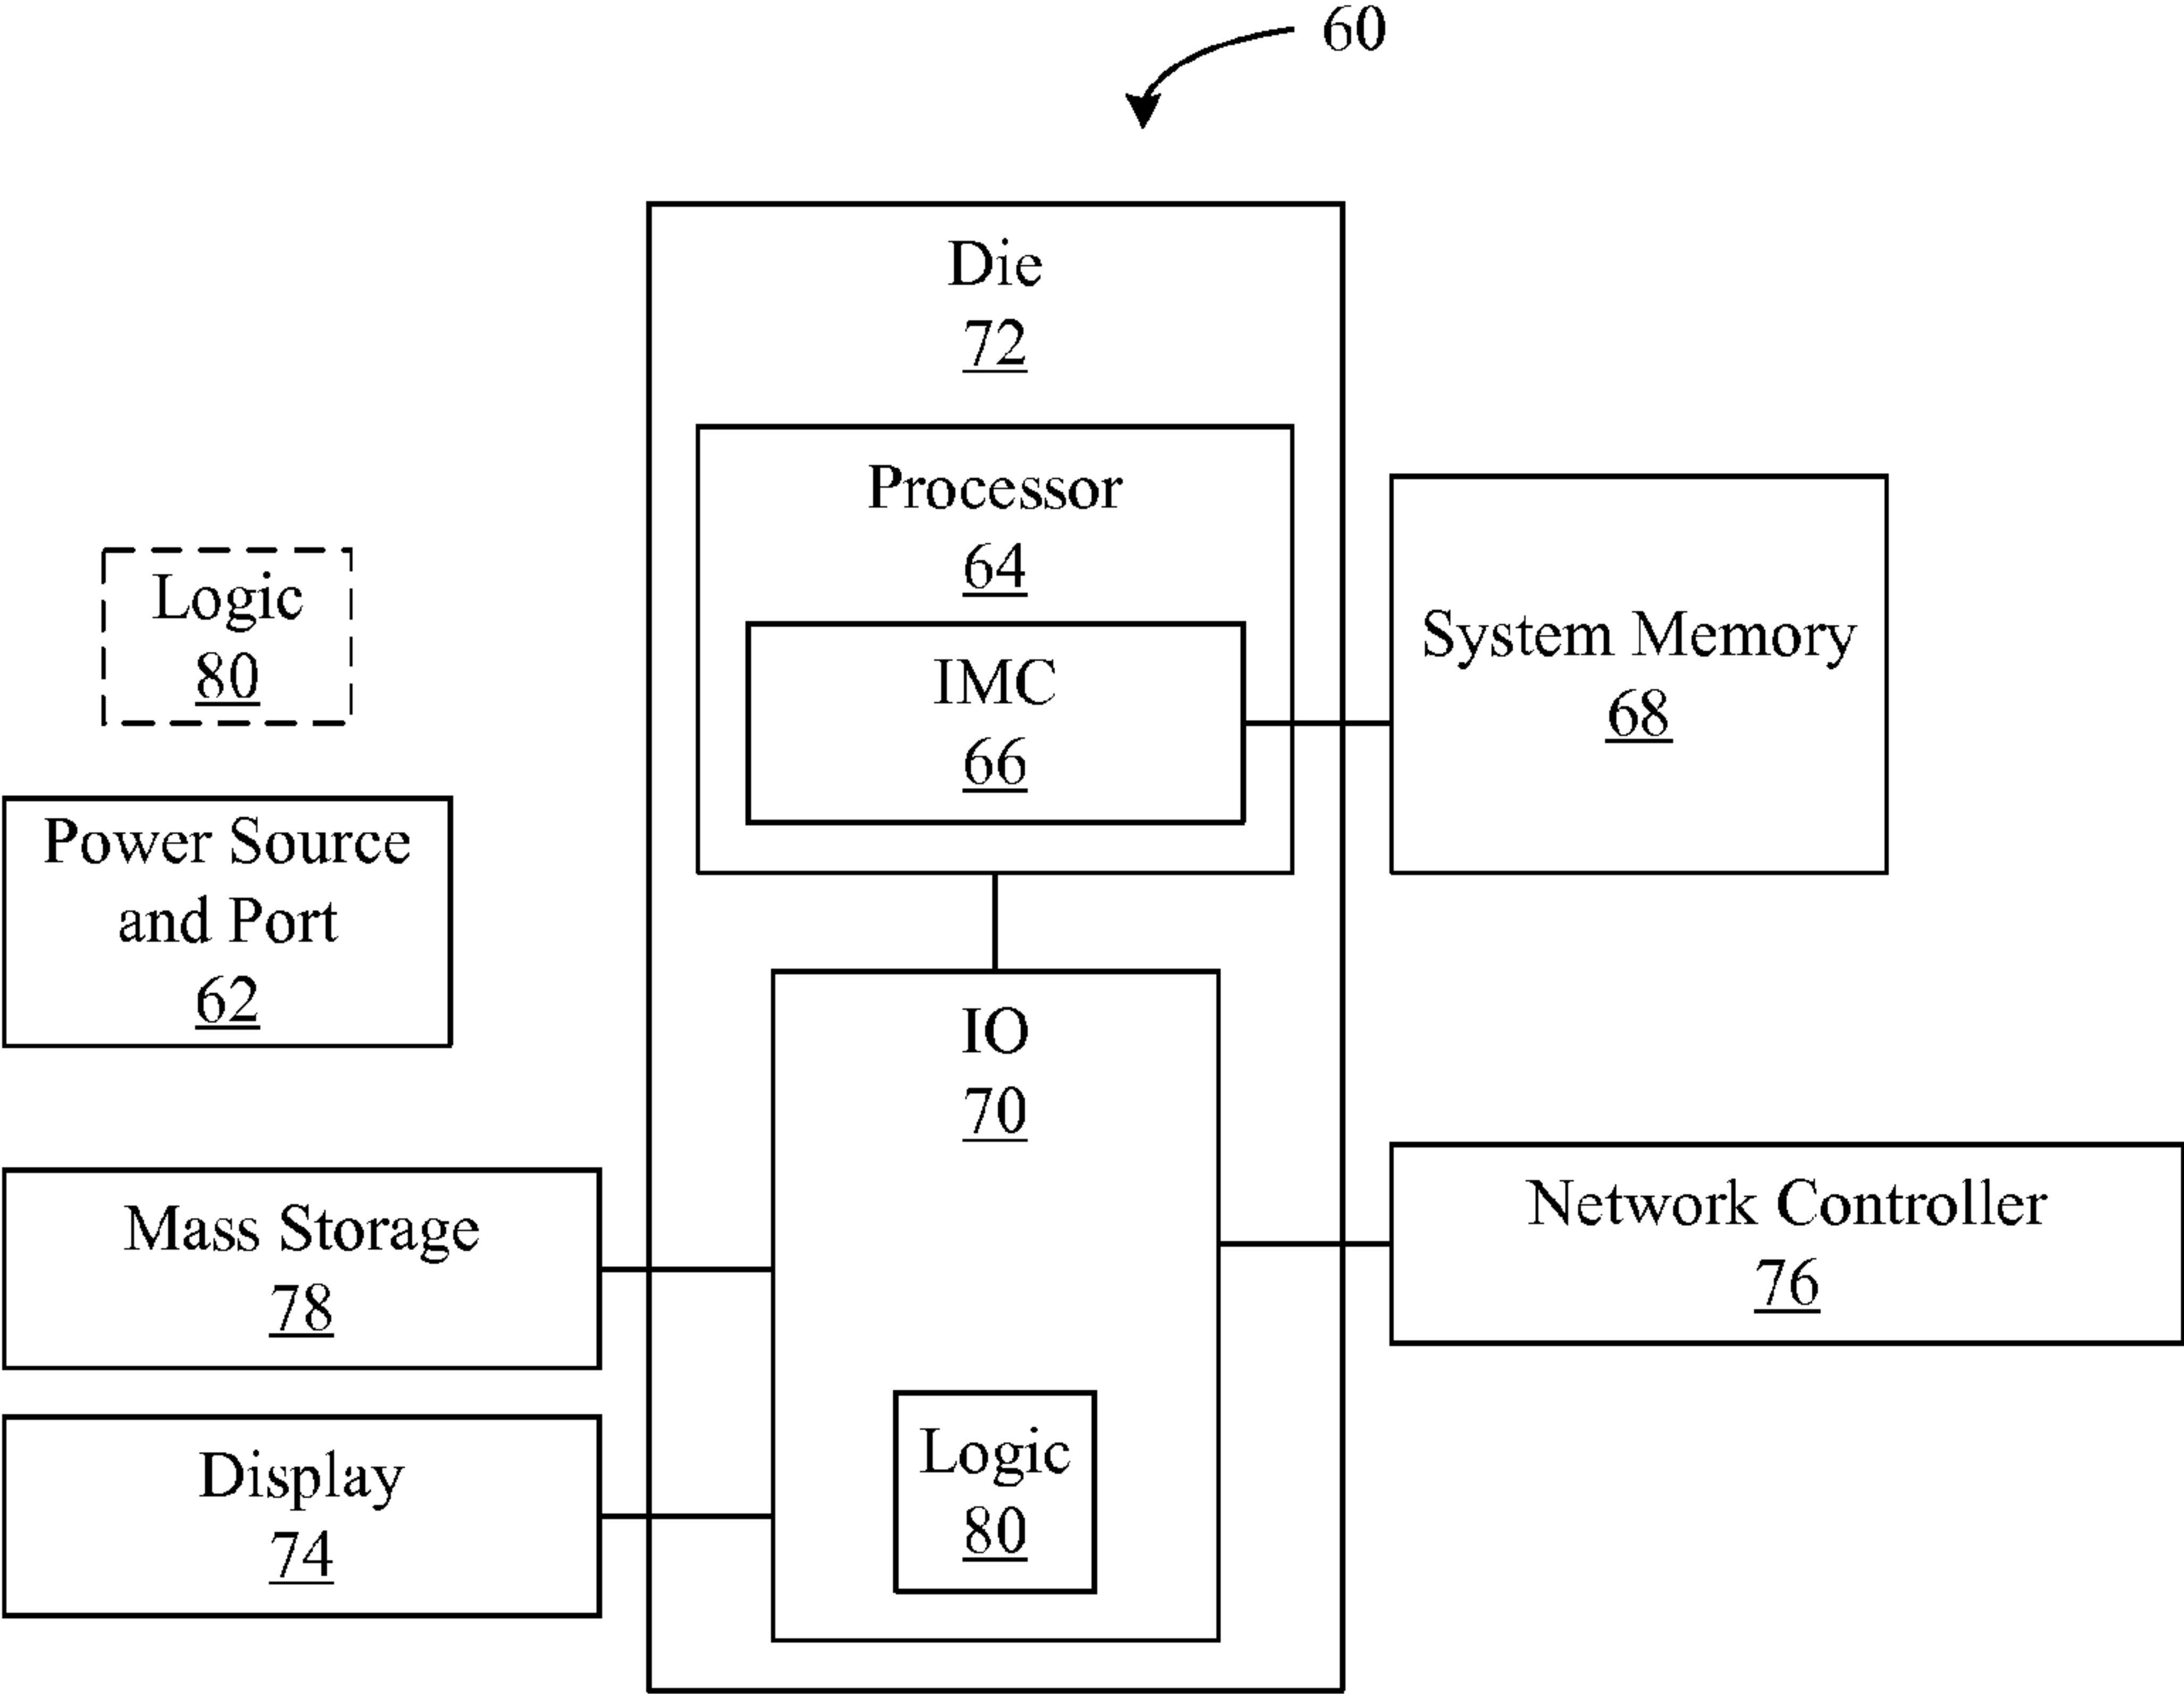 60
Die
72
Processor
64
IMC
66
System Memory
68
Logic
80
Power Source
and Port
62
IO
70
Mass Storage
78
Network Controller
76
Display
74
Logic
80